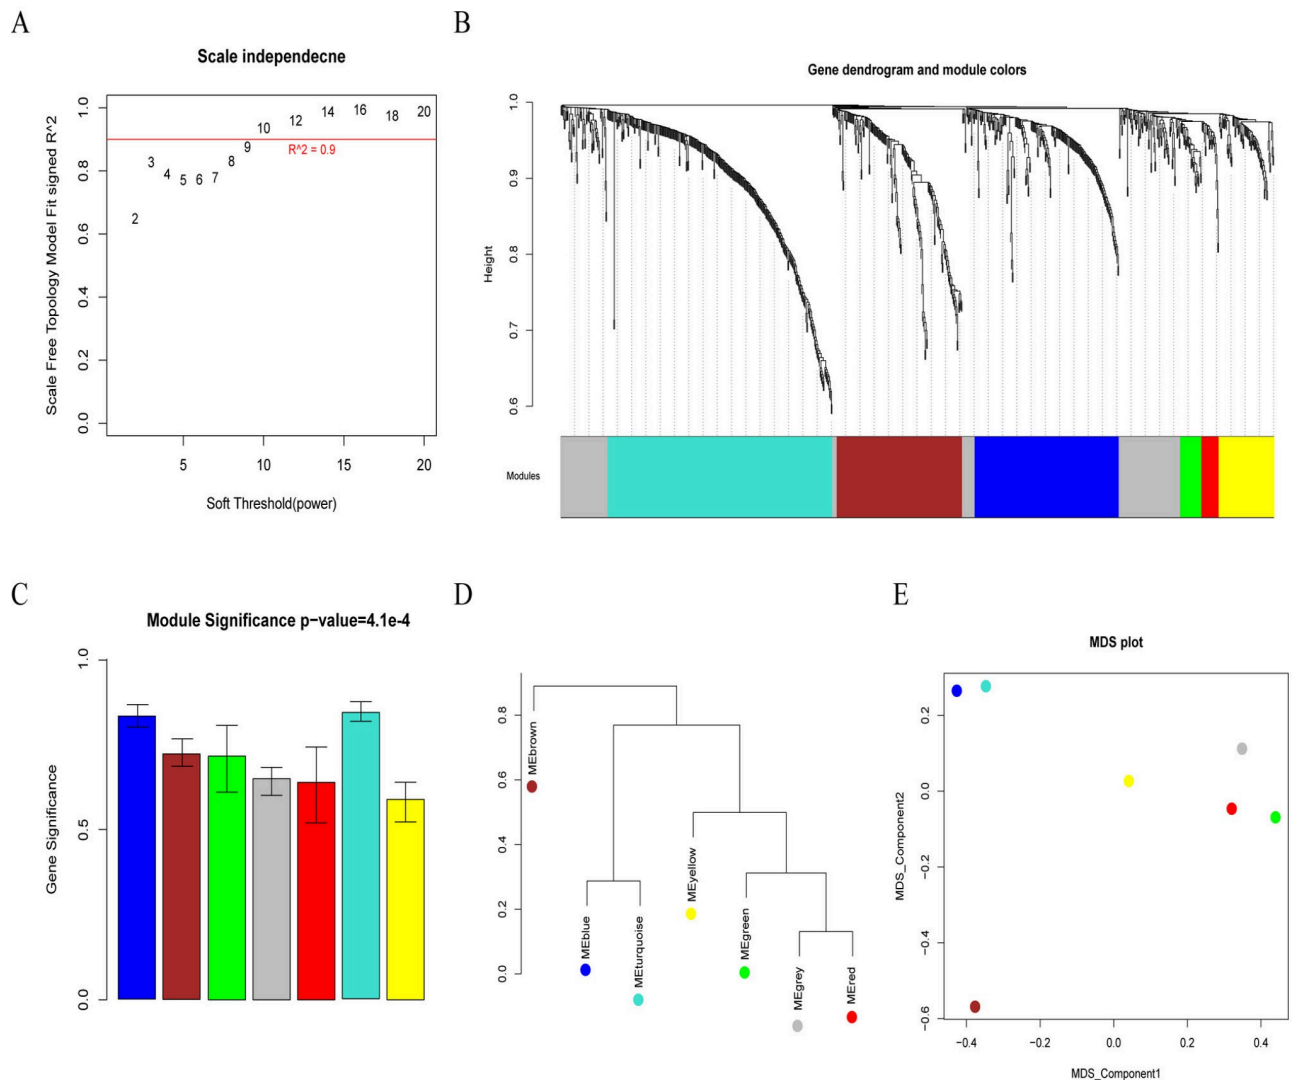 A
Scale independecne
Scale Free Topology Model Fit signed R^2
1.0
0.8
0.6
0.4
0.2
0.0
2
3
4
5
6
7
8
9
10
12
14
16
18
20
R^2 = 0.9
5
10
15
20
Soft Threshold(power)
B
Gene dendrogram and module colors
Height
1.0
0.9
0.8
0.7
0.6
Modules
C
Module Significance p−value=4.1e-4
Gene Significance
1.0
0.5
0.0
D
0.8
0.6
0.4
0.2
0.0
MEbrown
MEblue
MEturquoise
MEyellow
MEgreen
MEgrey
MEred
E
MDS plot
MDS_Component2
0.2
0.0
−0.2
−0.4
−0.6
−0.4
−0.2
0.0
0.2
0.4
MDS_Component1